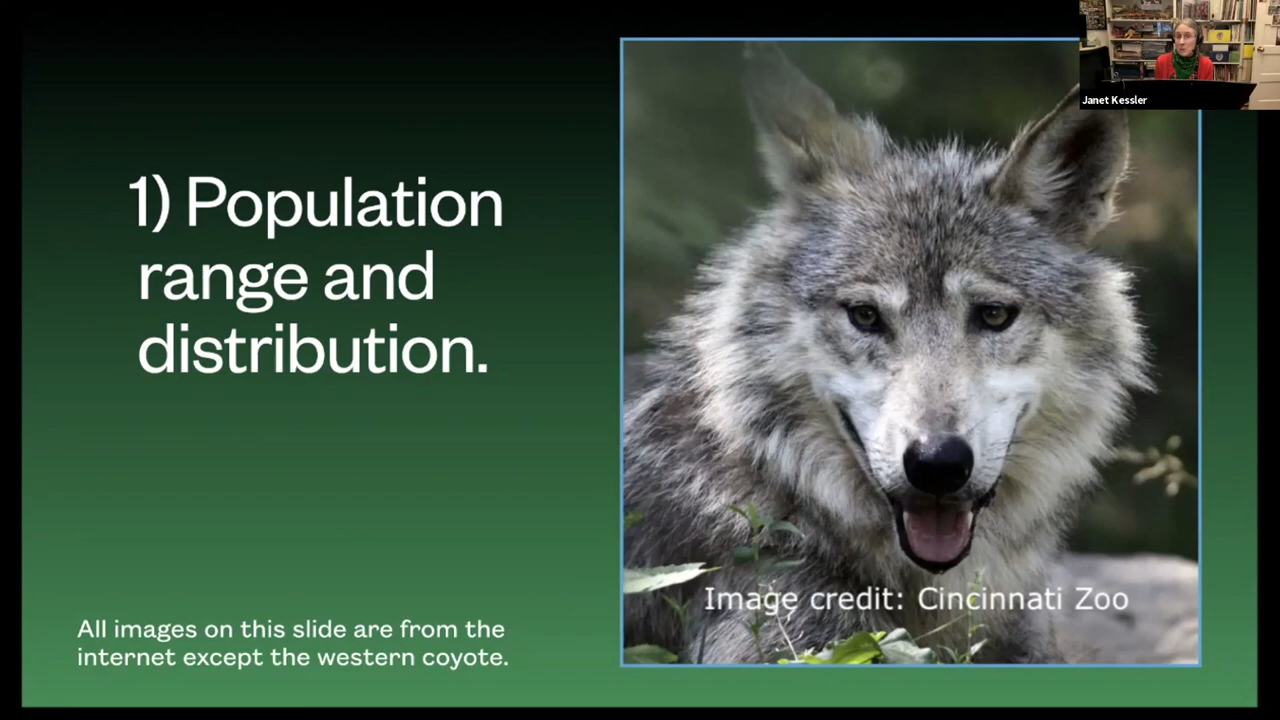 Janet Kessler
1) Population
range and
distribution.
Image credit: Cincinnati Zoo
All images on this slide are from the
internet except the western coyote.